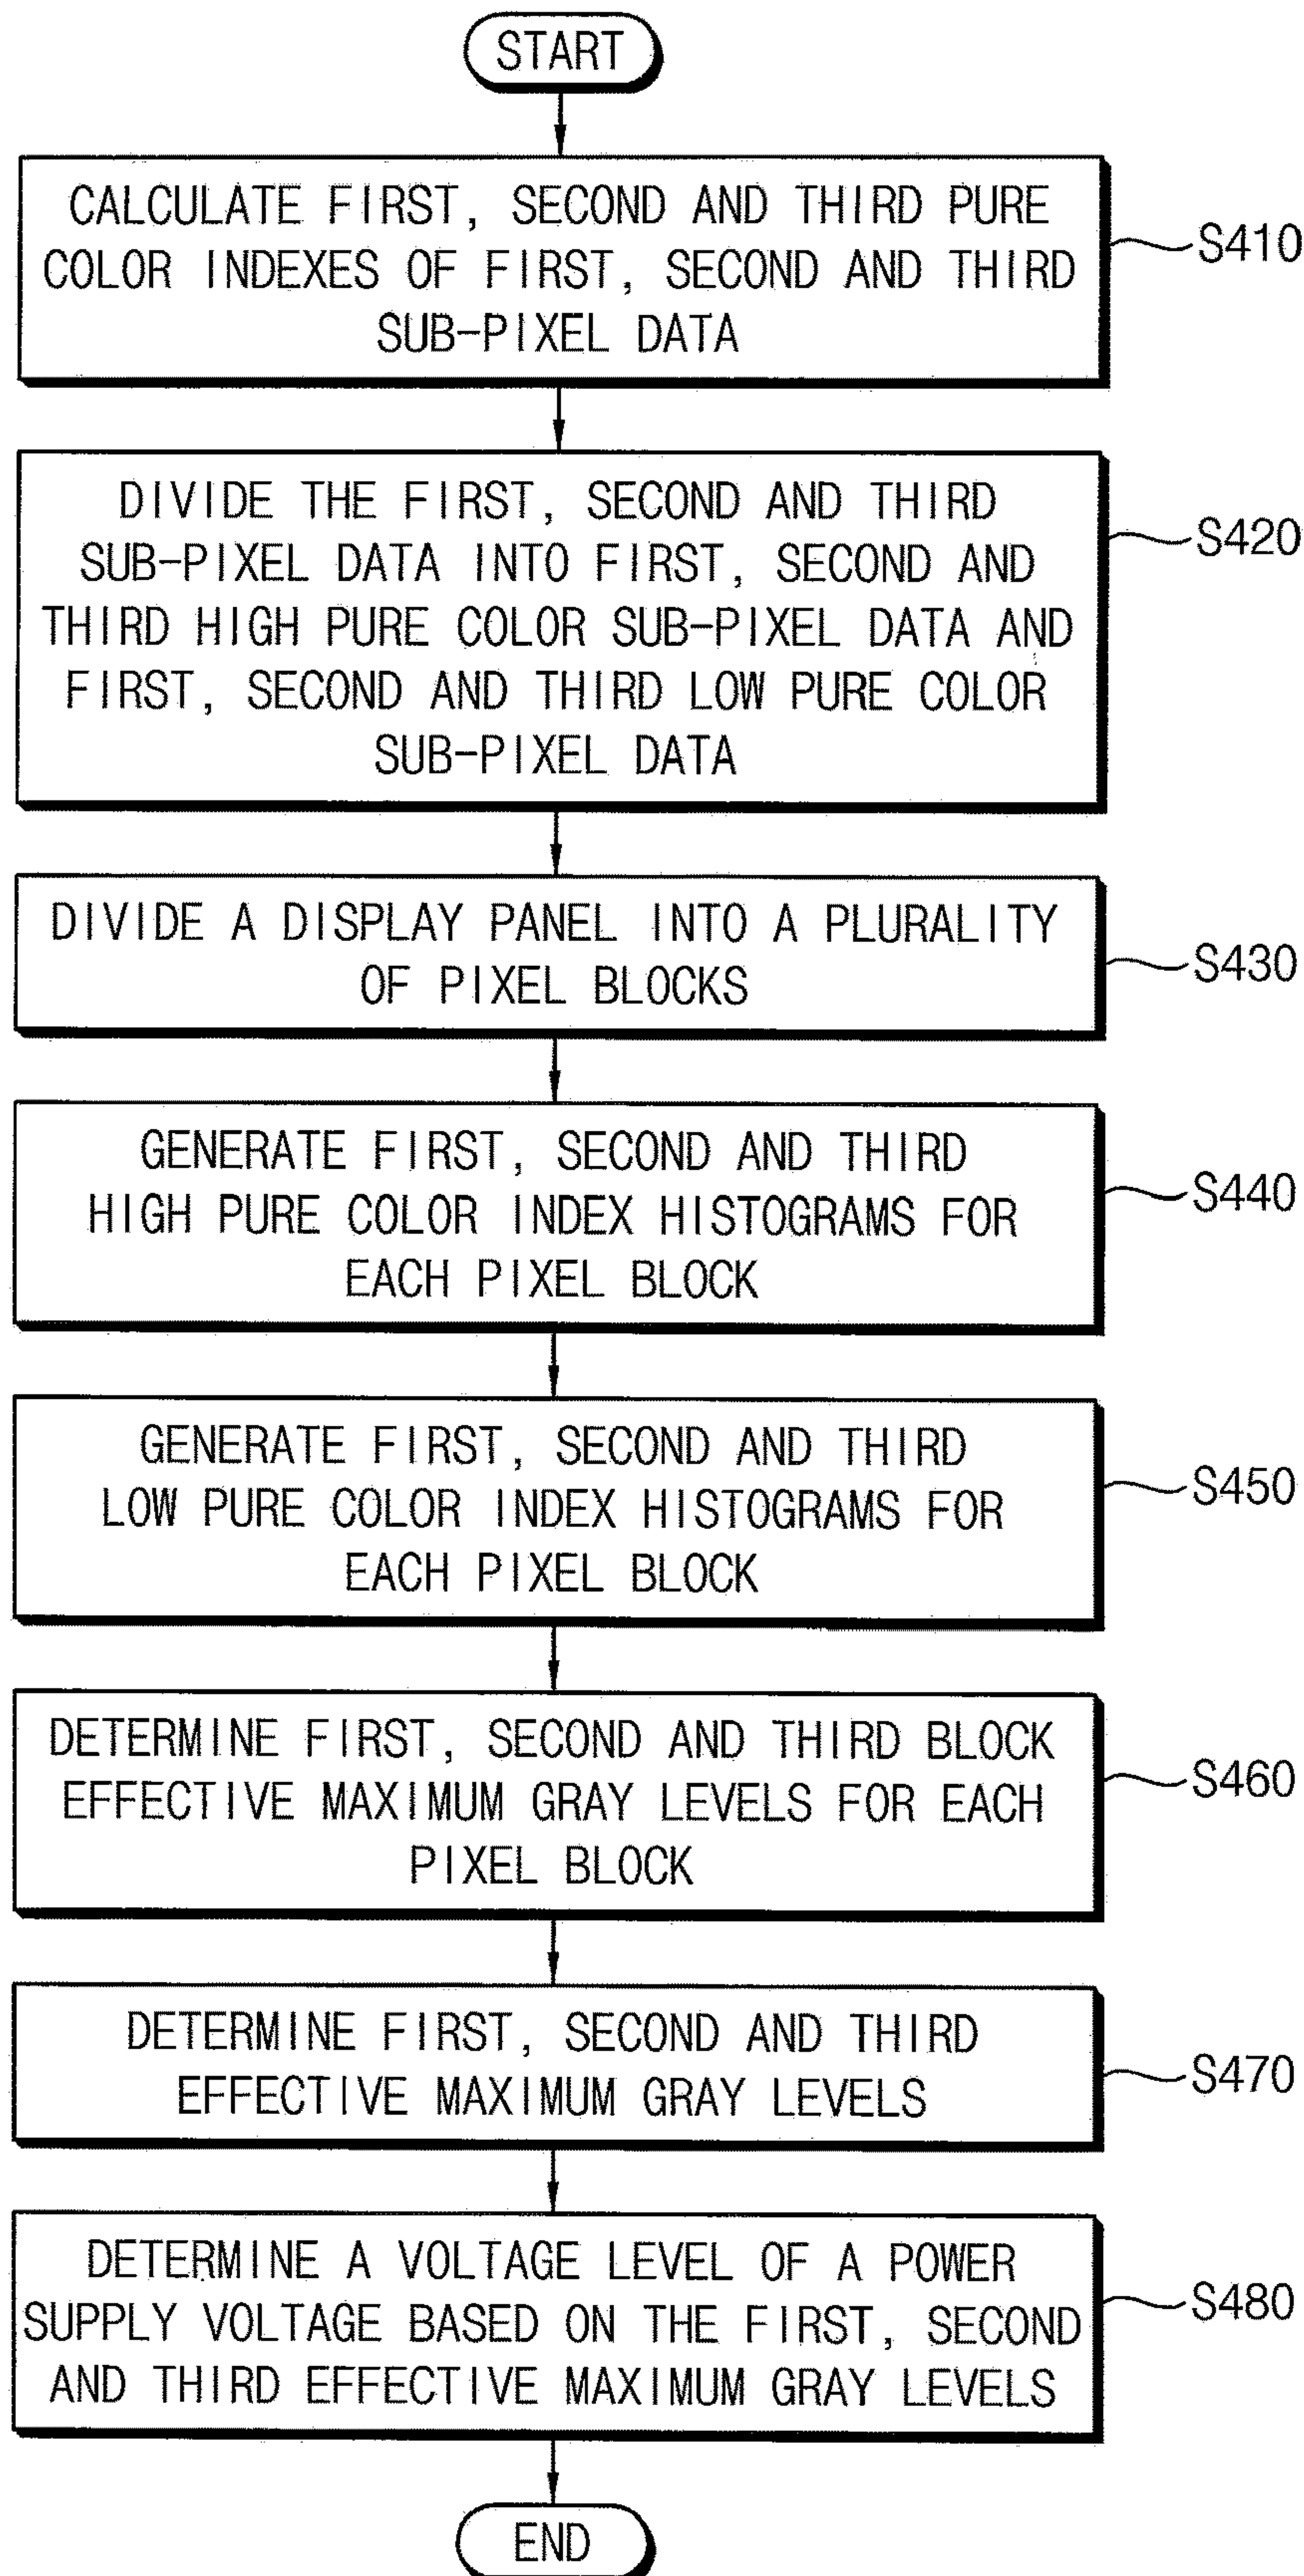 START
CALCULATE FIRST, SECOND AND THIRD PURE
COLOR INDEXES OF FIRST, SECOND AND THIRD
SUB-PIXEL DATA
S410
DIVIDE THE FIRST, SECOND AND THIRD
SUB-PIXEL DATA INTO FIRST, SECOND AND
THIRD HIGH PURE COLOR SUB-PIXEL DATA AND
FIRST, SECOND AND THIRD LOW PURE COLOR
SUB-PIXEL DATA
S420
DIVIDE A DISPLAY PANEL INTO A PLURALITY
OF PIXEL BLOCKS
S430
GENERATE FIRST, SECOND AND THIRD
HIGH PURE COLOR INDEX HISTOGRAMS FOR
EACH PIXEL BLOCK
S440
GENERATE FIRST, SECOND AND THIRD
LOW PURE COLOR INDEX HISTOGRAMS FOR
EACH PIXEL BLOCK
S450
DETERMINE FIRST, SECOND AND THIRD BLOCK
EFFECTIVE MAXIMUM GRAY LEVELS FOR EACH
PIXEL BLOCK
S460
DETERMINE FIRST, SECOND AND THIRD
EFFECTIVE MAXIMUM GRAY LEVELS
S470
DETERMINE A VOLTAGE LEVEL OF A POWER
SUPPLY VOLTAGE BASED ON THE FIRST, SECOND
AND THIRD EFFECTIVE MAXIMUM GRAY LEVELS
S480
END